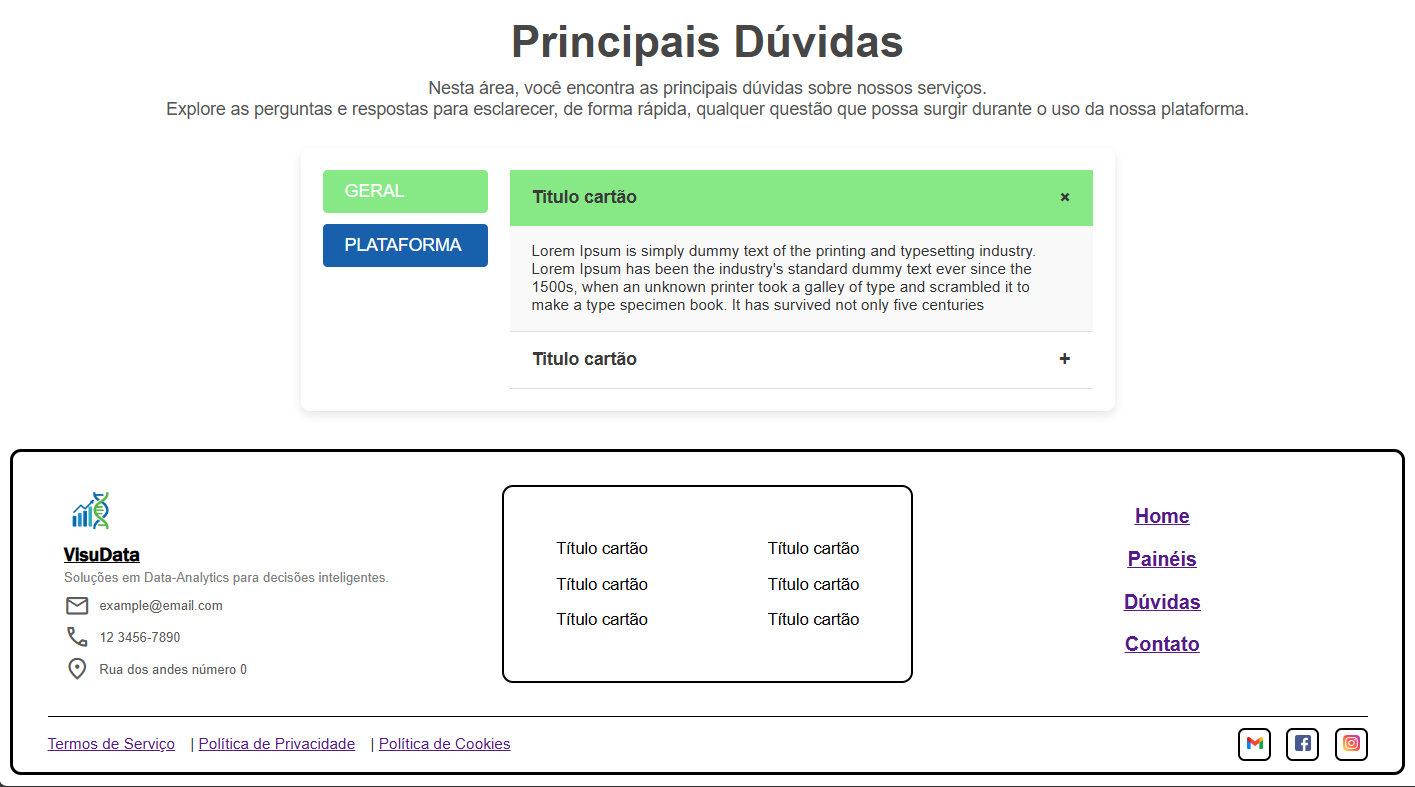 Principais Dúvidas
Nesta área, você encontra as principais dúvidas sobre nossos serviços.
Explore as perguntas e respostas para esclarecer, de forma rápida, qualquer questão que possa surgir durante o uso da nossa plataforma.
GERAL
PLATAFORMA
Titulo cartão ×
Lorem Ipsum is simply dummy text of the printing and typesetting industry.
Lorem Ipsum has been the industry's standard dummy text ever since the
1500s, when an unknown printer took a galley of type and scrambled it to
make a type specimen book. It has survived not only five centuries
Titulo cartão +
VisuData
Soluções em Data-Analytics para decisões inteligentes.
example@email.com
12 3456-7890
Rua dos andes número 0
Título cartão Título cartão
Título cartão Título cartão
Título cartão Título cartão
Home
Painéis
Dúvidas
Contato
Termos de Serviço | Política de Privacidade | Política de Cookies